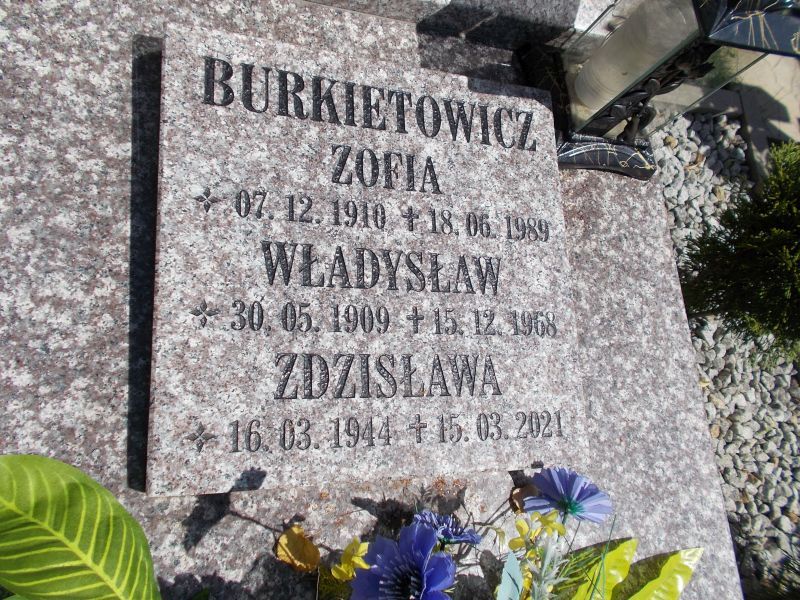 BURKIETOWICZ
ZOFIA
07. 12. 1910 † 18. 06. 1989
WŁADYSŁAW
30. 05. 1909 † 15. 12. 1968
ZDZISŁAWA
16. 03. 1944 † 15. 03. 2021